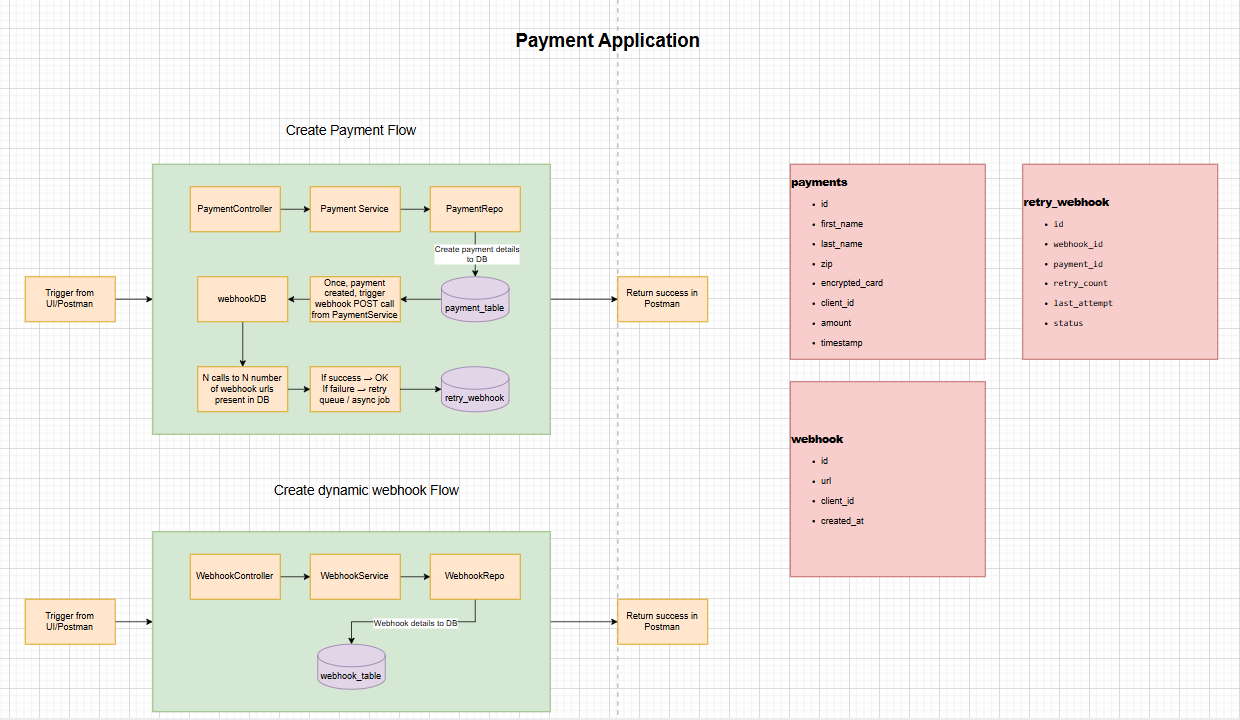 Payment Application
Create Payment Flow
PaymentController
Payment Service
PaymentRepo
Create payment details
to DB
Trigger from
UI/Postman
webhookDB
Once, payment
created, trigger
webhook POST call
from PaymentService
payment_table
Return success in
Postman
N calls to N number
of webhook urls
present in DB
If success → OK
If failure → retry
queue / async job
retry_webhook
payments
• id
• first_name
• last_name
• zip
• encrypted_card
• client_id
• amount
• timestamp
retry_webhook
• id
• webhook_id
• payment_id
• retry_count
• last_attempt
• status
webhook
• id
• url
• client_id
• created_at
Create dynamic webhook Flow
WebhookController
WebhookService
WebhookRepo
Trigger from
UI/Postman
Webhook details to DB
Return success in
Postman
webhook_table